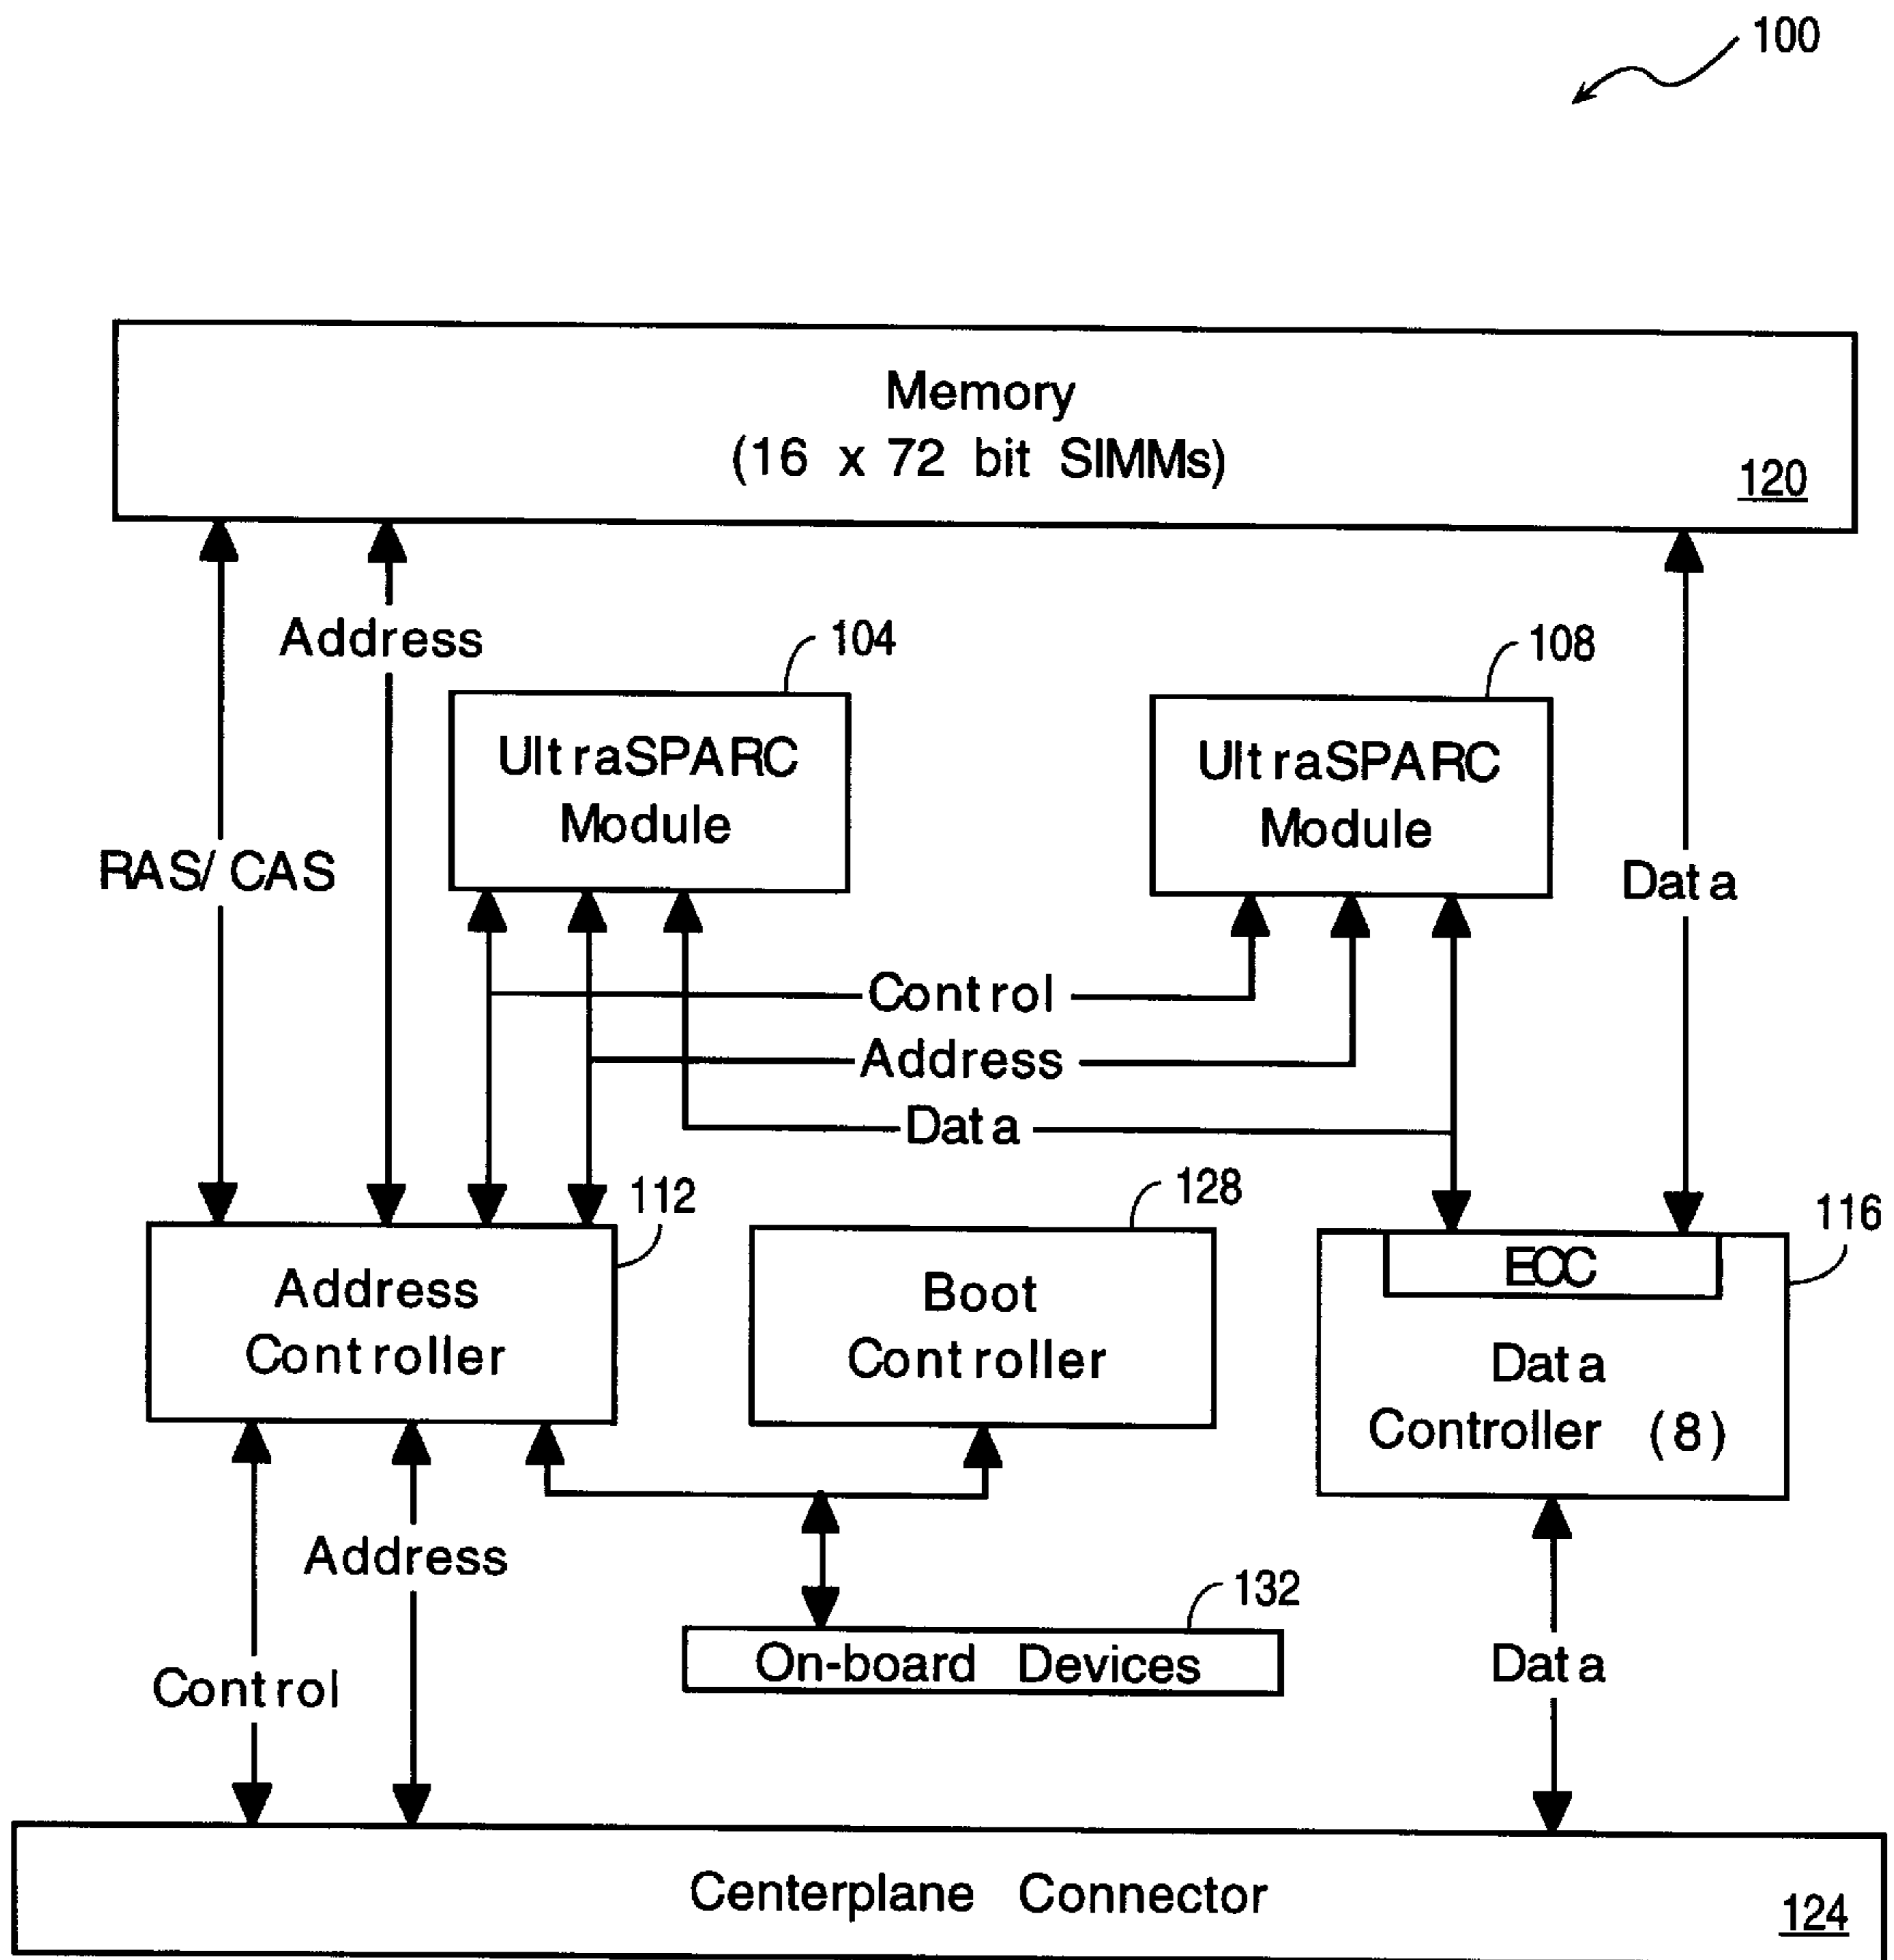 100
Memory
(16 x 72 bit SIMMs)
120
Address
104
108
UltraSPARC
Module
UltraSPARC
Module
RAS/CAS
Data
Control
Address
Data
112
128
116
Address
Controller
Boot
Controller
EOC
Data
Controller (8)
Address
132
On-board Devices
Control
Data
Centerplane Connector
124